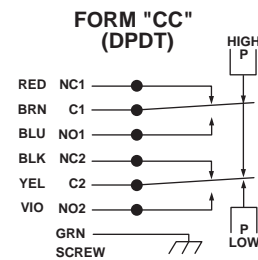 FORM "CC"
(DPDT)
HIGH
P
RED NC1
BRN C1
BLU NO1
BLK NC2
YEL C2
VIO NO2
GRN
SCREW
P
LOW